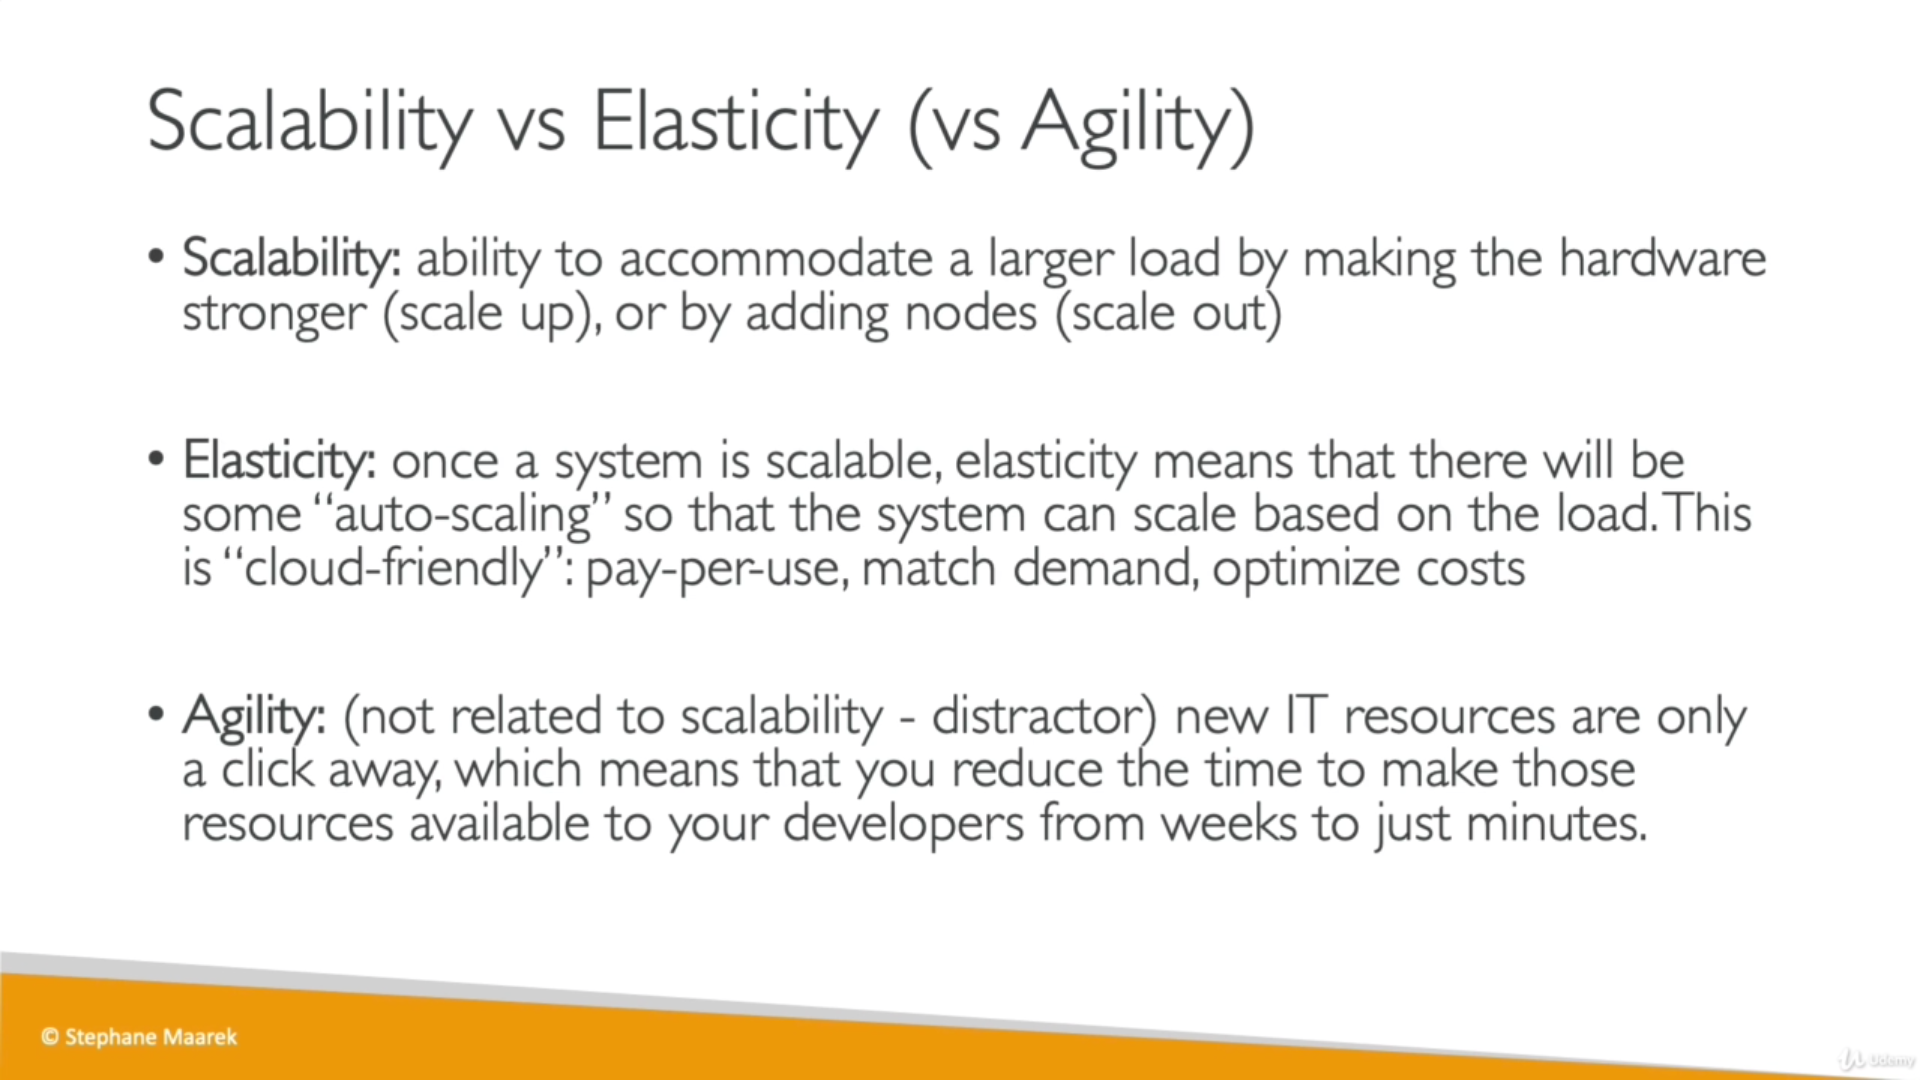 Scalability vs Elasticity (vs Agility)
• Scalability: ability to accommodate a larger load by making the hardware
stronger (scale up), or by adding nodes (scale out)
• Elasticity: once a system is scalable, elasticity means that there will be
some “auto-scaling” so that the system can scale based on the load. This
is “cloud-friendly”: pay-per-use, match demand, optimize costs
• Agility: (not related to scalability - distractor) new IT resources are only
a click away, which means that you reduce the time to make those
resources available to your developers from weeks to just minutes.
© Stephane Maarek
Udemy